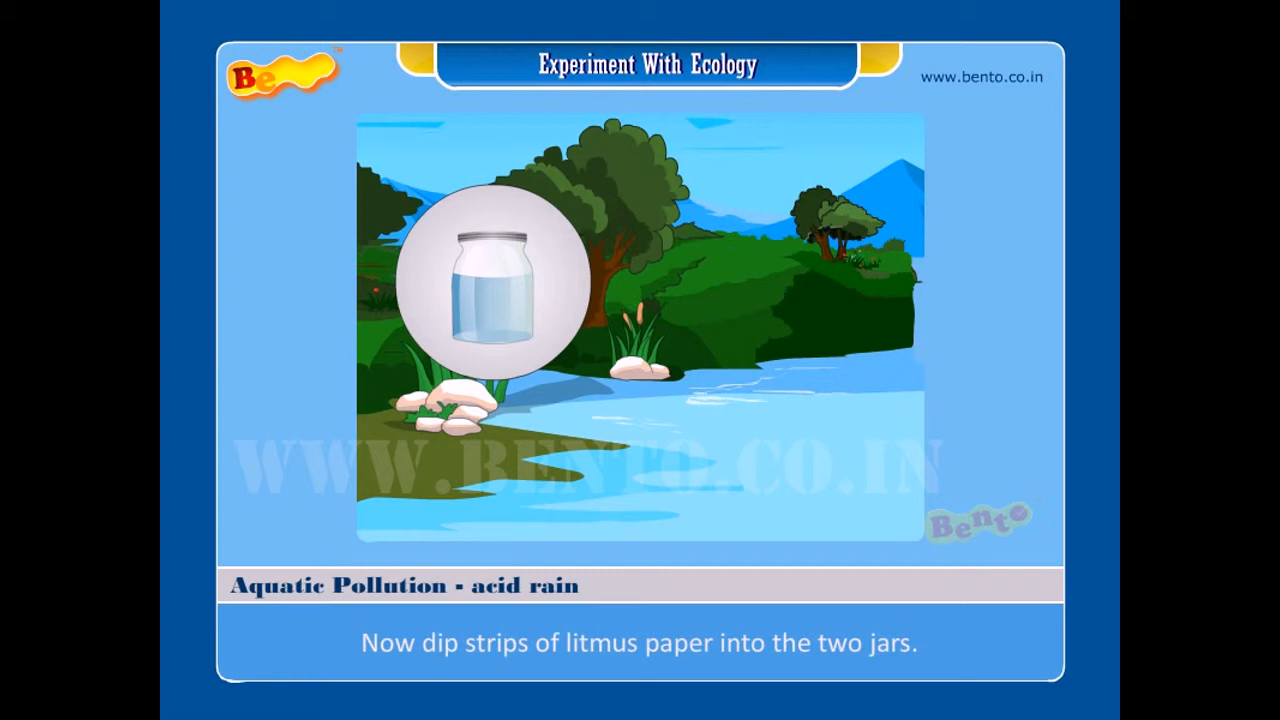 Be
™
Experiment With Ecology
www.bento.co.in
WWW.BENTO.CO.IN
Bento
Aquatic Pollution - acid rain
Now dip strips of litmus paper into the two jars.